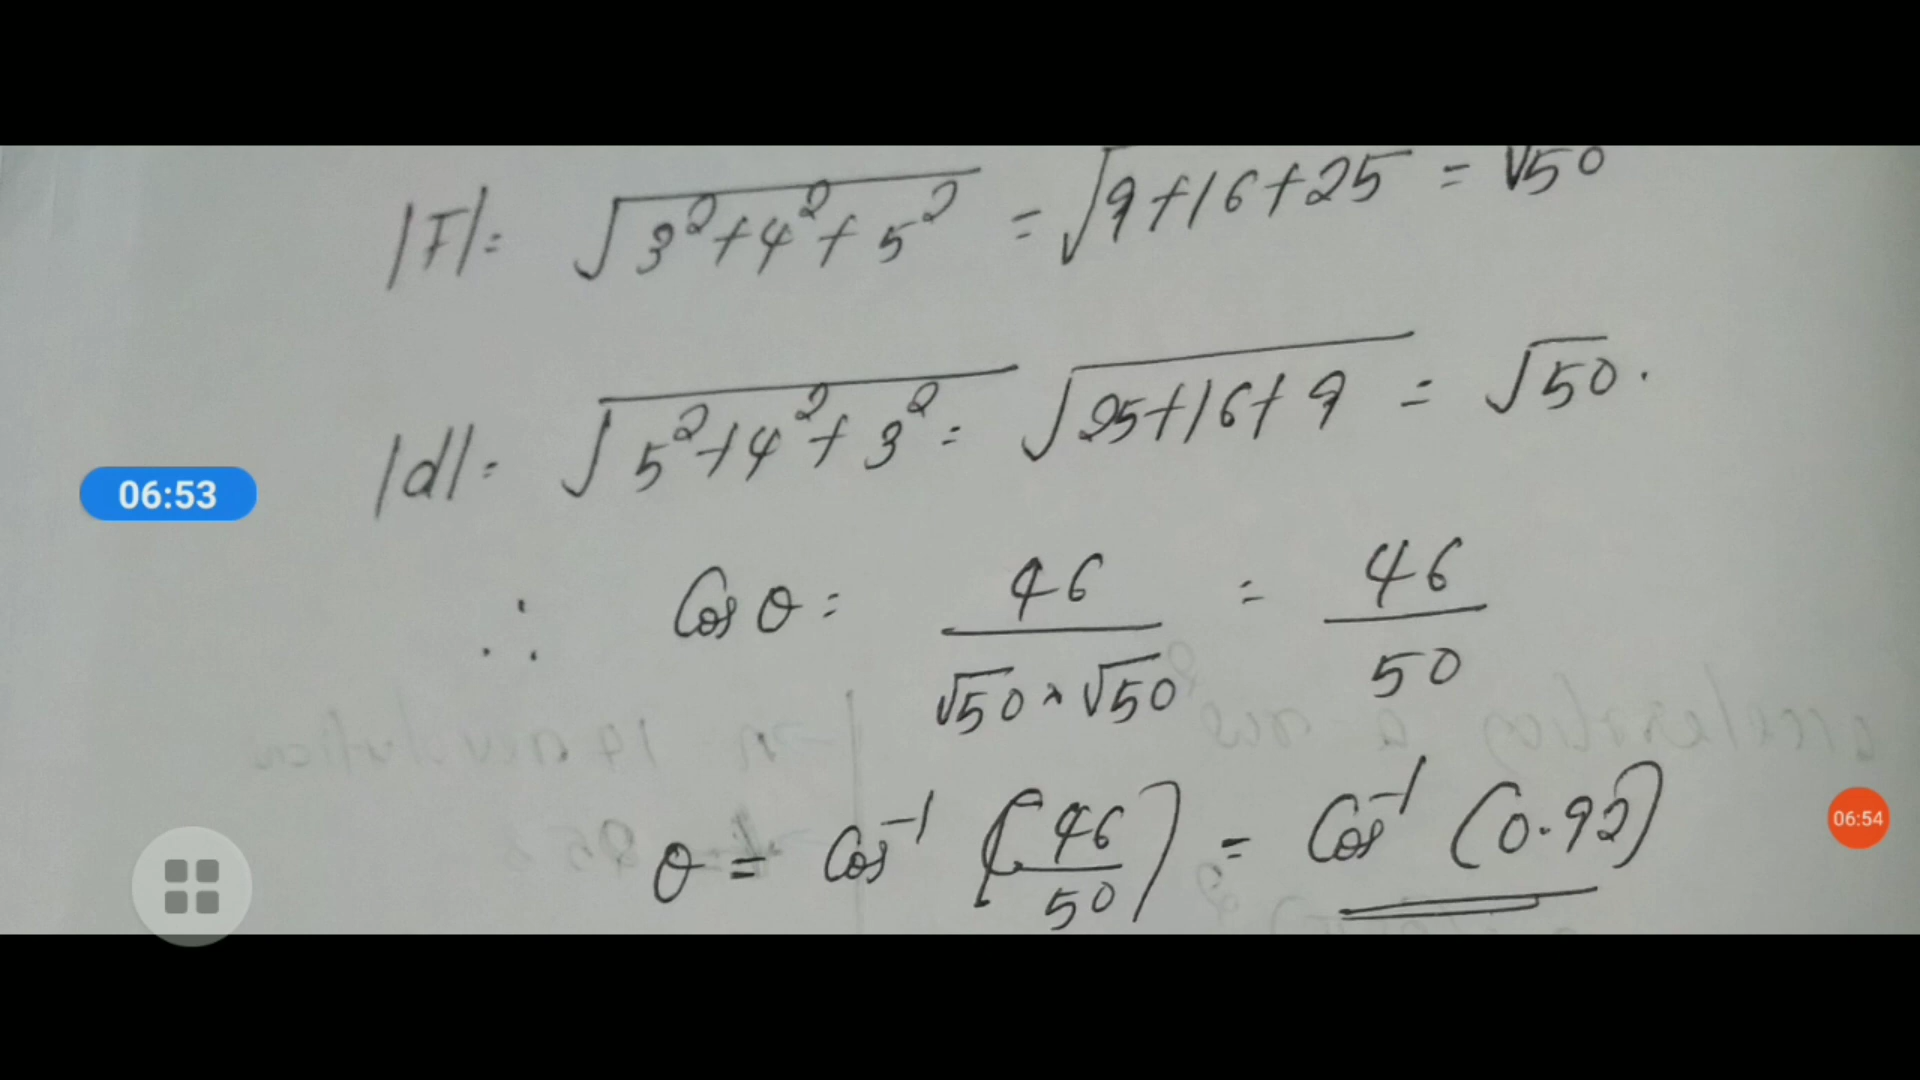 |F| = √3²+4²+5² = √9+16+25 = √50
|d| = √5²+4²+3² = √25+16+9 = √50.
06:53
∴ Cos θ = 46/√50×√50 = 46/50
θ = Cos⁻¹ (46/50) = Cos⁻¹ (0.92)
06:54